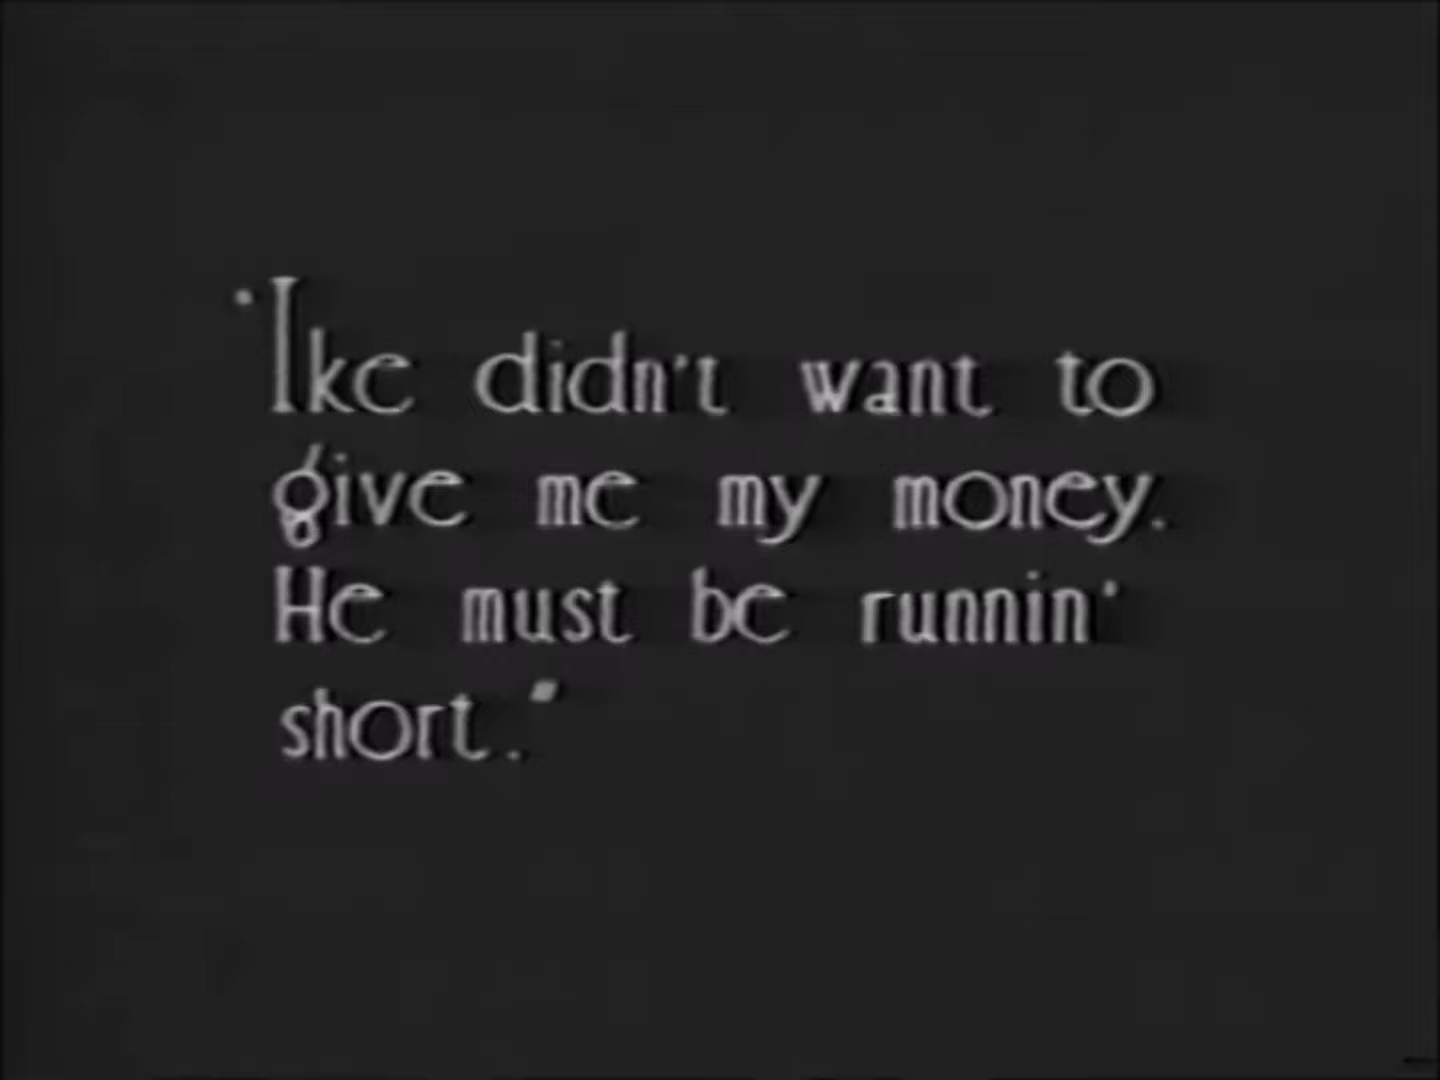 "Ike didn't want to
give me my money.
He must be runnin'
short."